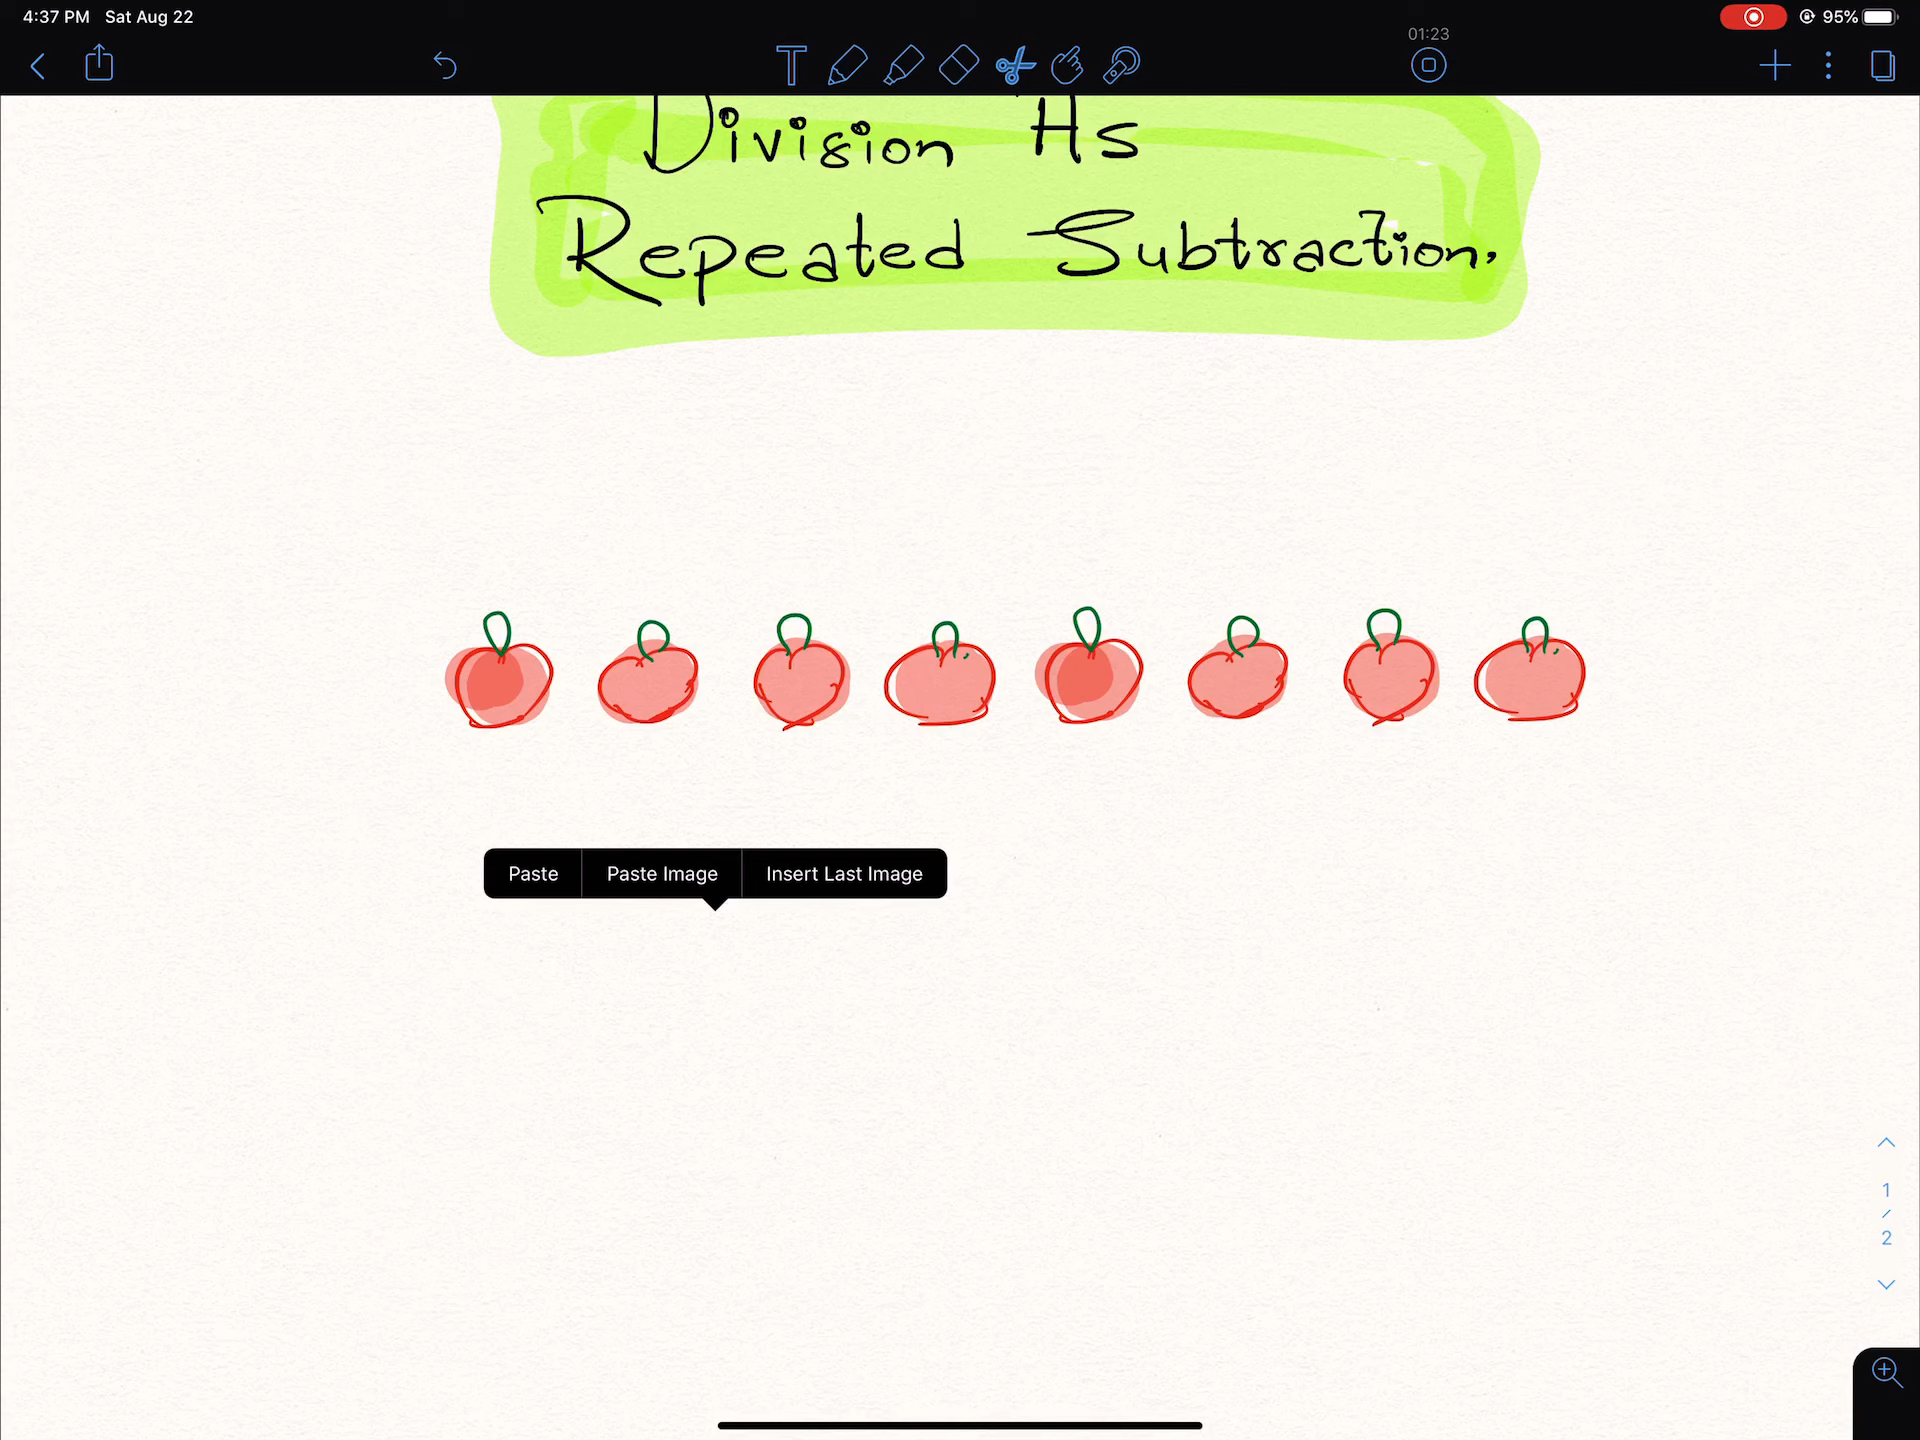 4:37 PM Sat Aug 22
95%
01:23
Division As
Repeated Subtraction.
Paste Paste Image Insert Last Image
1
/
2